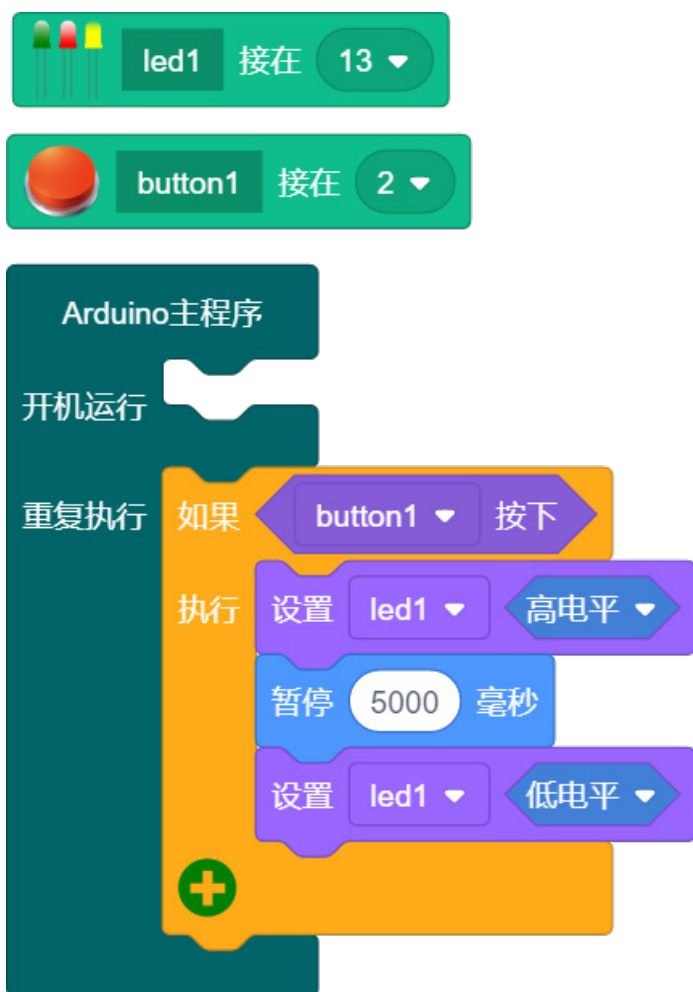 led1 接在 13
button1 接在 2
Arduino主程序
开机运行
重复执行 如果 button1 按下
执行 设置 led1 高电平
暂停 5000 毫秒
设置 led1 低电平